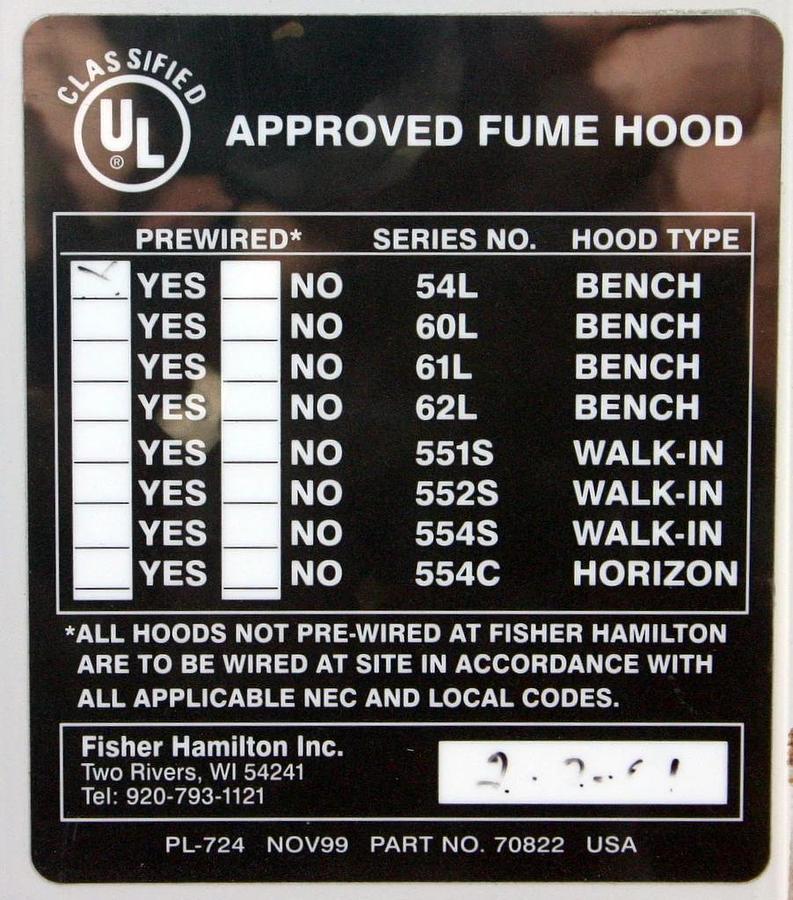 CLASSIFIED
UL
®
APPROVED FUME HOOD
PREWIRED* SERIES NO. HOOD TYPE
YES NO 54L BENCH
YES NO 60L BENCH
YES NO 61L BENCH
YES NO 62L BENCH
YES NO 551S WALK-IN
YES NO 552S WALK-IN
YES NO 554S WALK-IN
YES NO 554C HORIZON
*ALL HOODS NOT PRE-WIRED AT FISHER HAMILTON
ARE TO BE WIRED AT SITE IN ACCORDANCE WITH
ALL APPLICABLE NEC AND LOCAL CODES.
Fisher Hamilton Inc.
Two Rivers, WI 54241
Tel: 920-793-1121
PL-724 NOV99 PART NO. 70822 USA